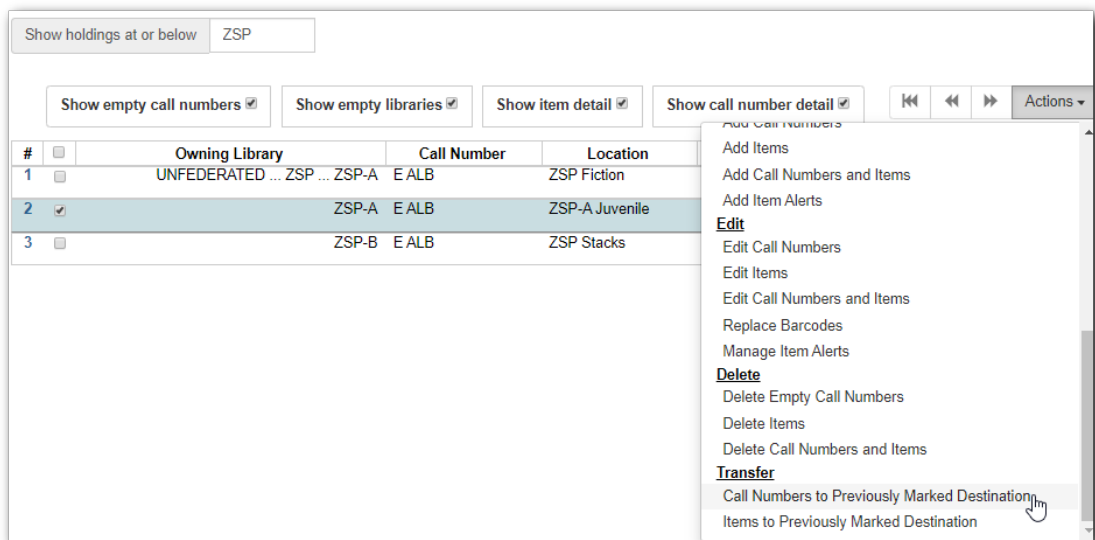 Show holdings at or below ZSP
Show empty call numbers Show empty libraries Show item detail Show call number detail Actions
Add Call Numbers
# Owning Library Call Number Location
Add Items
1 UNFEDERATED ... ZSP ... ZSP-A E ALB ZSP Fiction
Add Call Numbers and Items
2 ZSP-A E ALB ZSP-A Juvenile
Add Item Alerts
Edit
3 ZSP-B E ALB ZSP Stacks
Edit Call Numbers
Edit Items
Edit Call Numbers and Items
Replace Barcodes
Manage Item Alerts
Delete
Delete Empty Call Numbers
Delete Items
Delete Call Numbers and Items
Transfer
Call Numbers to Previously Marked Destination
Items to Previously Marked Destination